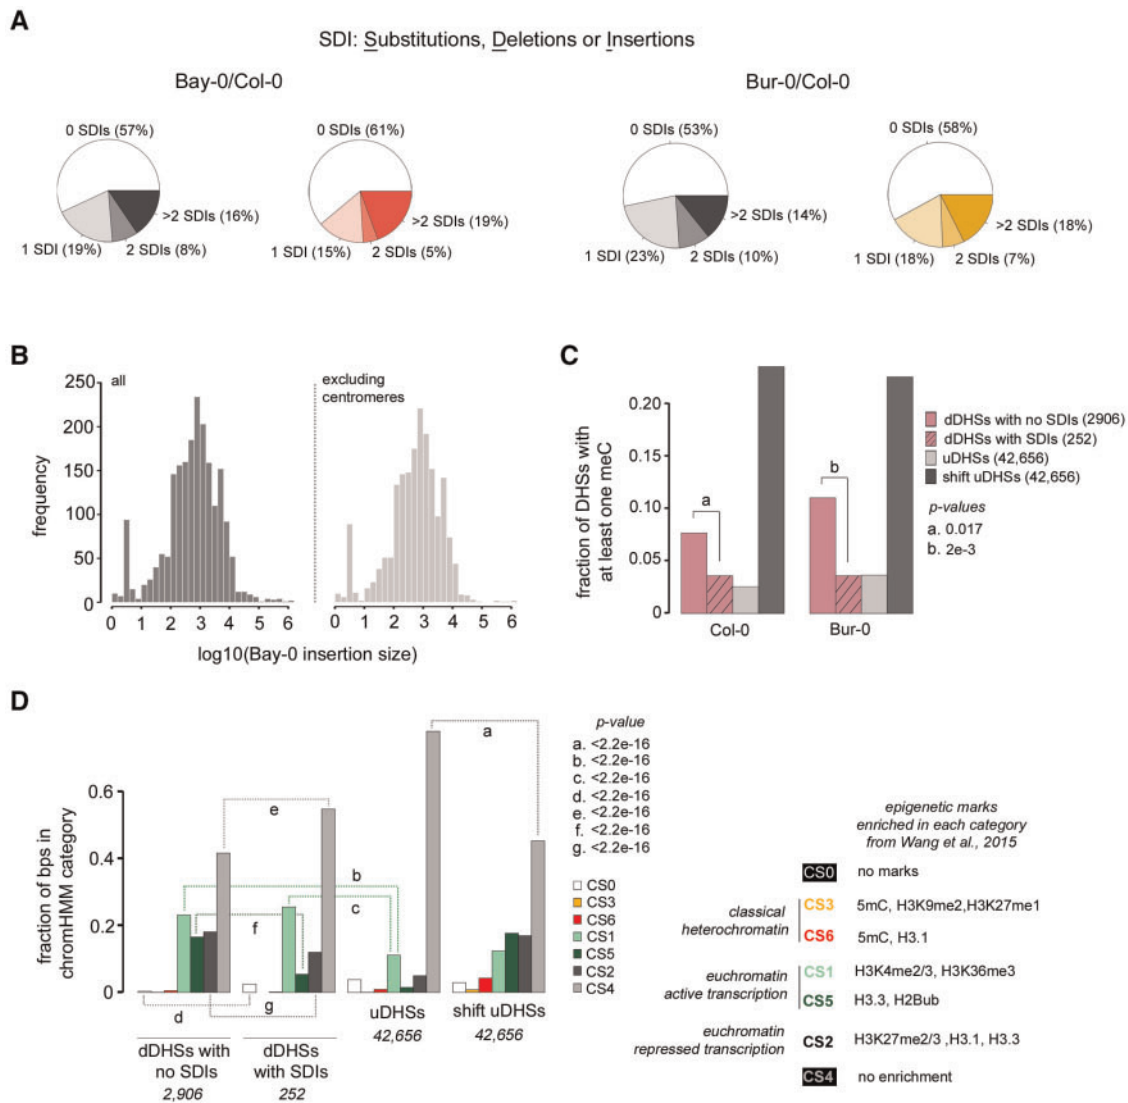 A
SDI: Substitutions, Deletions or Insertions
Bay-0/Col-0
Bur-0/Col-0
0 SDIs (57%)
>2 SDIs (16%)
1 SDI (19%)
2 SDIs (8%)
0 SDIs (61%)
>2 SDIs (19%)
1 SDI (15%)
2 SDIs (5%)
0 SDIs (53%)
>2 SDIs (14%)
1 SDI (23%)
2 SDIs (10%)
0 SDIs (58%)
>2 SDIs (18%)
1 SDI (18%)
2 SDIs (7%)
B
frequency
250
200
150
100
50
0
all
excluding
centromeres
0 1 2 3 4 5 6
0 1 2 3 4 5 6
log10(Bay-0 insertion size)
C
fraction of DHSs with
at least one meC
0.20
0.15
0.10
0.05
0
a
b
Col-0
Bur-0
dDHSs with no SDIs (2906)
dDHSs with SDIs (252)
uDHSs (42,656)
shift uDHSs (42,656)
p-values
a. 0.017
b. 2e-3
D
fraction of bps in
chromHMM category
0.6
0.4
0.2
0
a
e
b
c
f
d
g
dDHSs with
no SDIs
2,906
dDHSs
with SDIs
252
uDHSs
42,656
shift uDHSs
42,656
p-value
a. <2.2e-16
b. <2.2e-16
c. <2.2e-16
d. <2.2e-16
e. <2.2e-16
f. <2.2e-16
g. <2.2e-16
CS0
CS3
CS6
CS1
CS5
CS2
CS4
epigenetic marks
enriched in each category
from Wang et al., 2015
CS0 no marks
classical
heterochromatin
CS3 5mC, H3K9me2,H3K27me1
CS6 5mC, H3.1
euchromatin
active transcription
CS1 H3K4me2/3, H3K36me3
CS5 H3.3, H2Bub
euchromatin
repressed transcription
CS2 H3K27me2/3 ,H3.1, H3.3
CS4 no enrichment